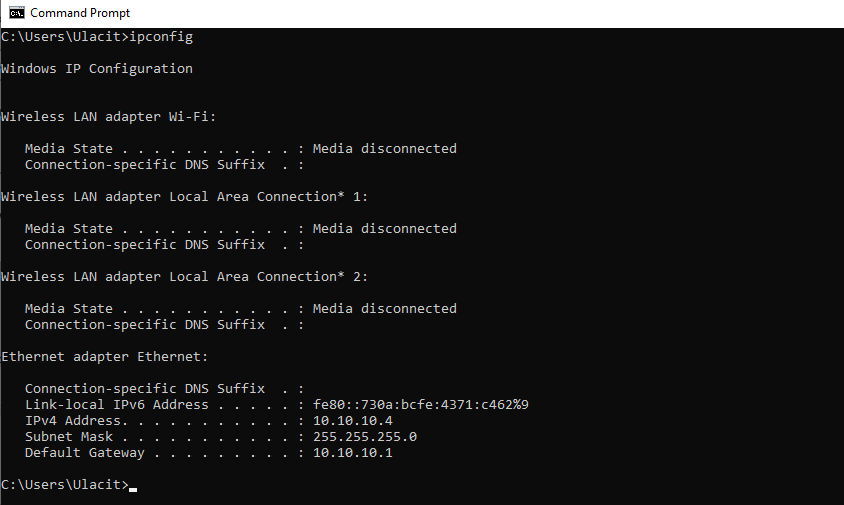 Command Prompt
C:\Users\Ulacit>ipconfig
Windows IP Configuration
Wireless LAN adapter Wi-Fi:
   Media State . . . . . . . . . . . : Media disconnected
   Connection-specific DNS Suffix  . :
Wireless LAN adapter Local Area Connection* 1:
   Media State . . . . . . . . . . . : Media disconnected
   Connection-specific DNS Suffix  . :
Wireless LAN adapter Local Area Connection* 2:
   Media State . . . . . . . . . . . : Media disconnected
   Connection-specific DNS Suffix  . :
Ethernet adapter Ethernet:
   Connection-specific DNS Suffix  . :
   Link-local IPv6 Address . . . . . : fe80::730a:bcfe:4371:c462%9
   IPv4 Address. . . . . . . . . . . : 10.10.10.4
   Subnet Mask . . . . . . . . . . . : 255.255.255.0
   Default Gateway . . . . . . . . . : 10.10.10.1
C:\Users\Ulacit>